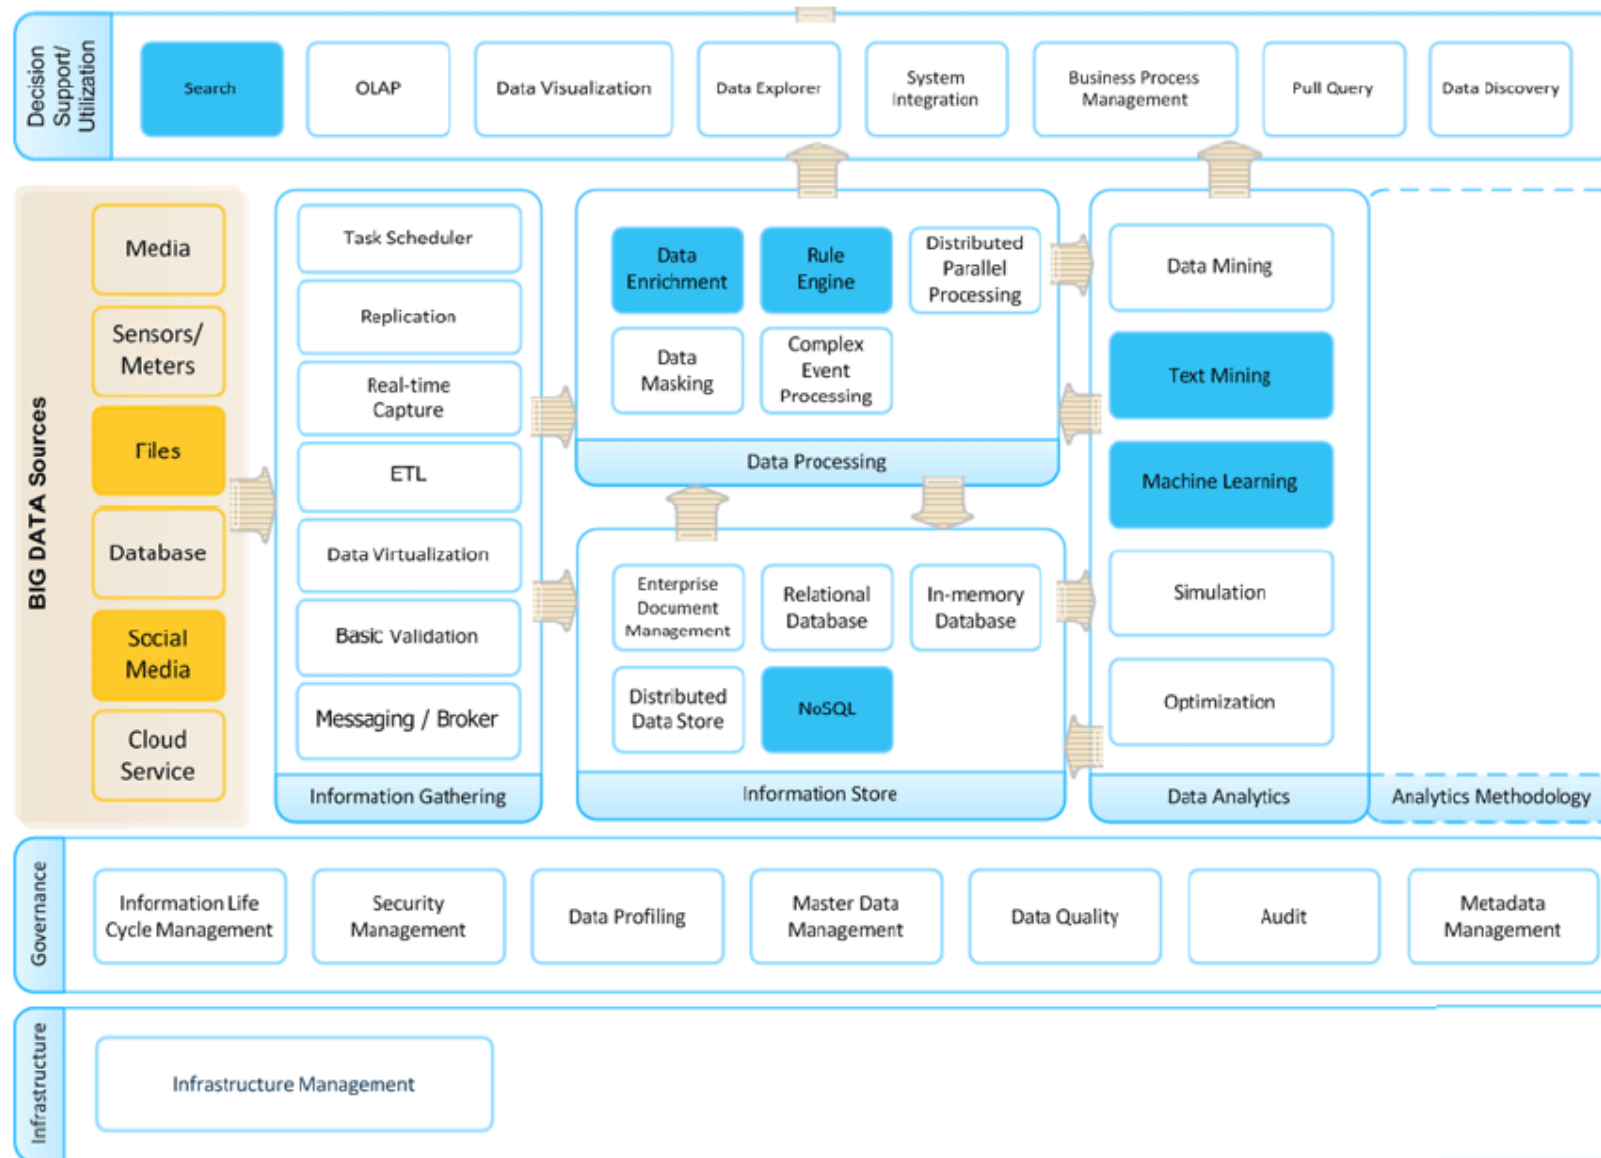 Decision
Support/
Utilization
Search
OLAP
Data Visualization
Data Explorer
System
Integration
Business Process
Management
Pull Query
Data Discovery
BIG DATA Sources
Media
Sensors/
Meters
Files
Database
Social
Media
Cloud
Service
Task Scheduler
Replication
Real-time
Capture
ETL
Data Virtualization
Basic Validation
Messaging / Broker
Information Gathering
Data
Enrichment
Rule
Engine
Distributed
Parallel
Processing
Data
Masking
Complex
Event
Processing
Data Processing
Enterprise
Document
Management
Relational
Database
In-memory
Database
Distributed
Data Store
NoSQL
Information Store
Data Mining
Text Mining
Machine Learning
Simulation
Optimization
Data Analytics
Analytics Methodology
Governance
Information Life
Cycle Management
Security
Management
Data Profiling
Master Data
Management
Data Quality
Audit
Metadata
Management
Infrastructure
Infrastructure Management